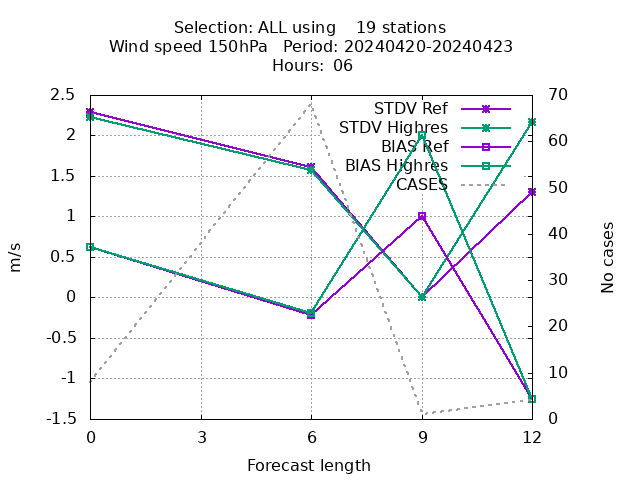 Selection: ALL using    19 stations
Wind speed 150hPa   Period: 20240420-20240423
Hours:  06
STDV Ref
STDV Highres
BIAS Ref
BIAS Highres
CASES
2.5
2
1.5
1
0.5
0
-0.5
-1
-1.5
m/s
70
60
50
40
30
20
10
0
No cases
0 3 6 9 12
Forecast length